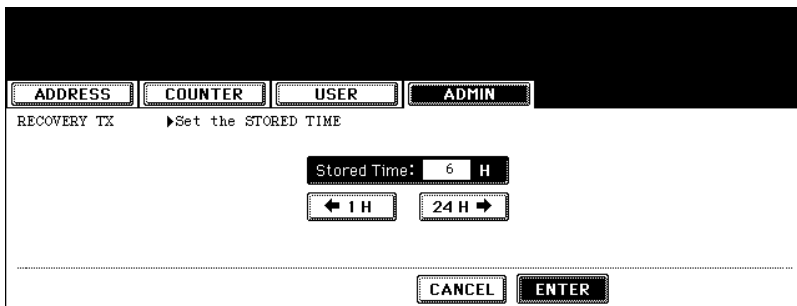 ADDRESS COUNTER USER ADMIN
RECOVERY TX ▶Set the STORED TIME
Stored Time: 6 H
← 1 H 24 H →
CANCEL ENTER